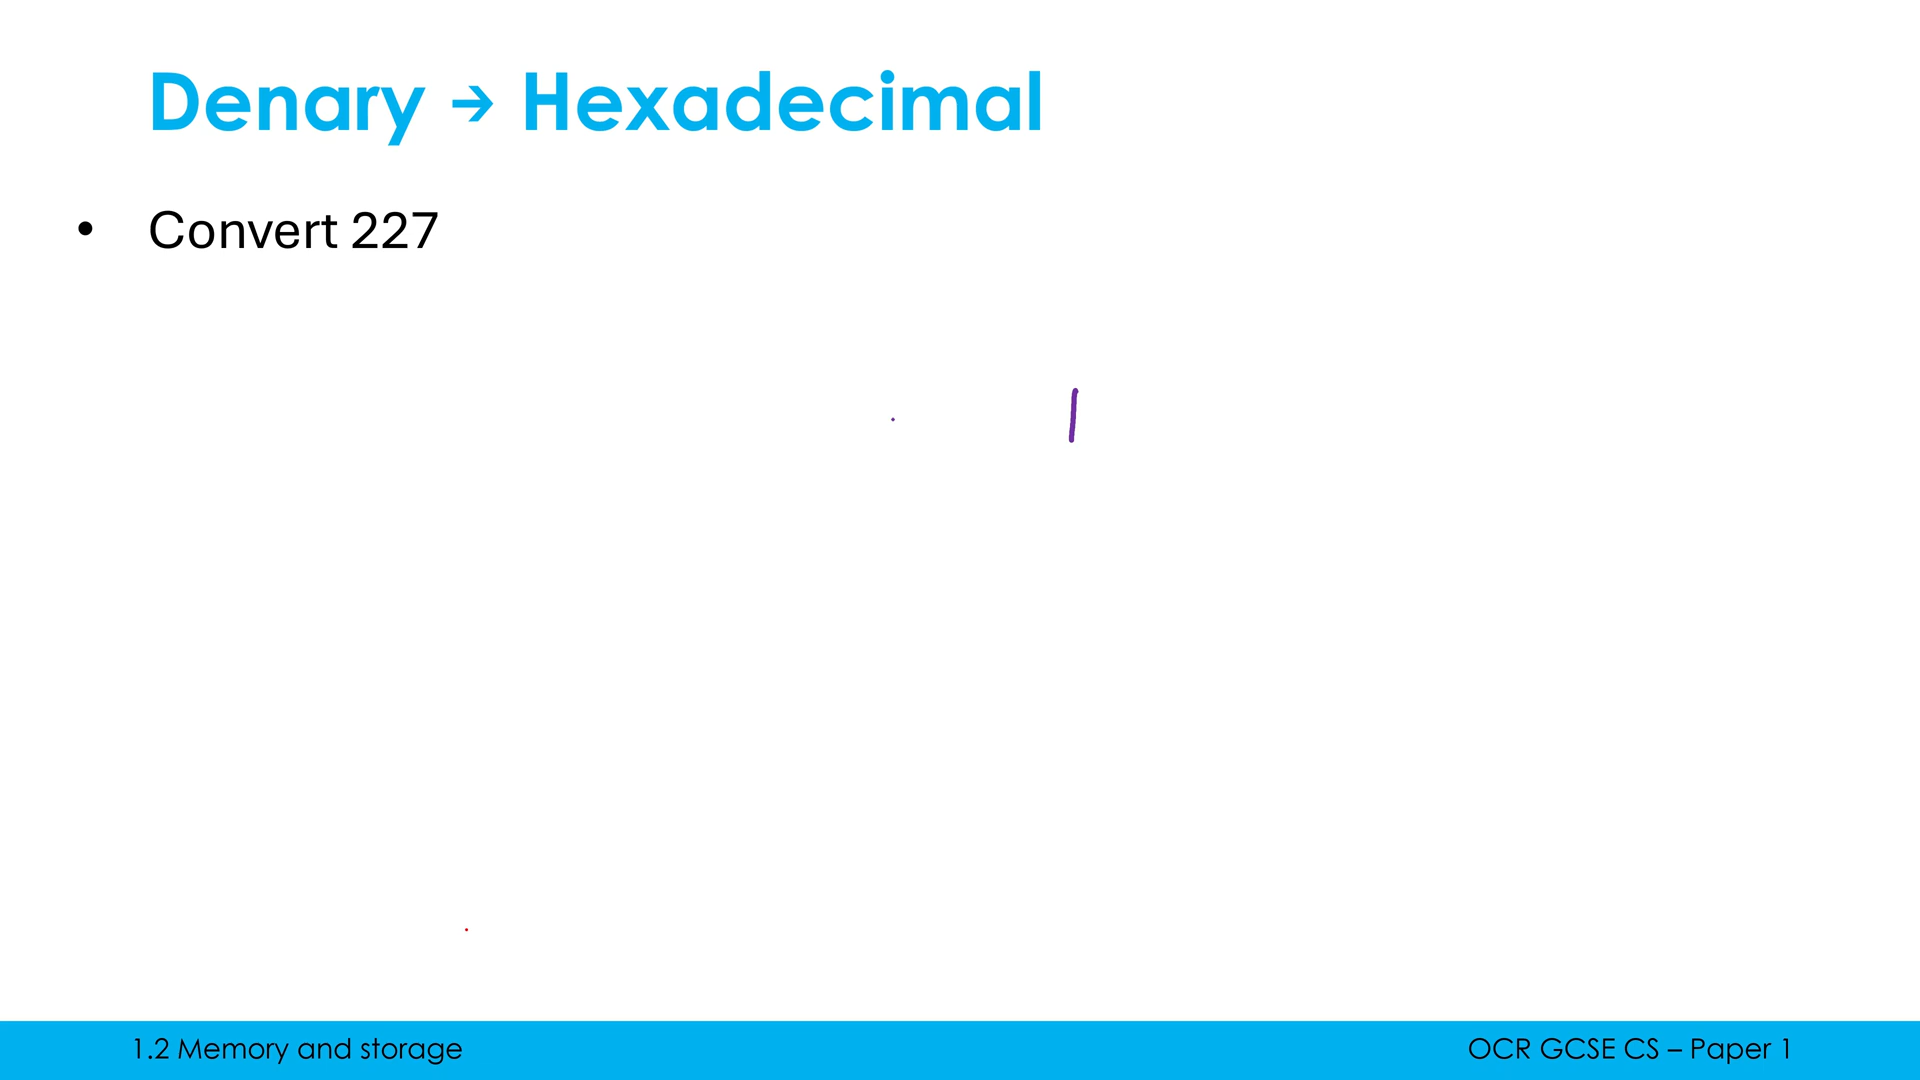 Denary → Hexadecimal
• Convert 227
1.2 Memory and storage
OCR GCSE CS – Paper 1